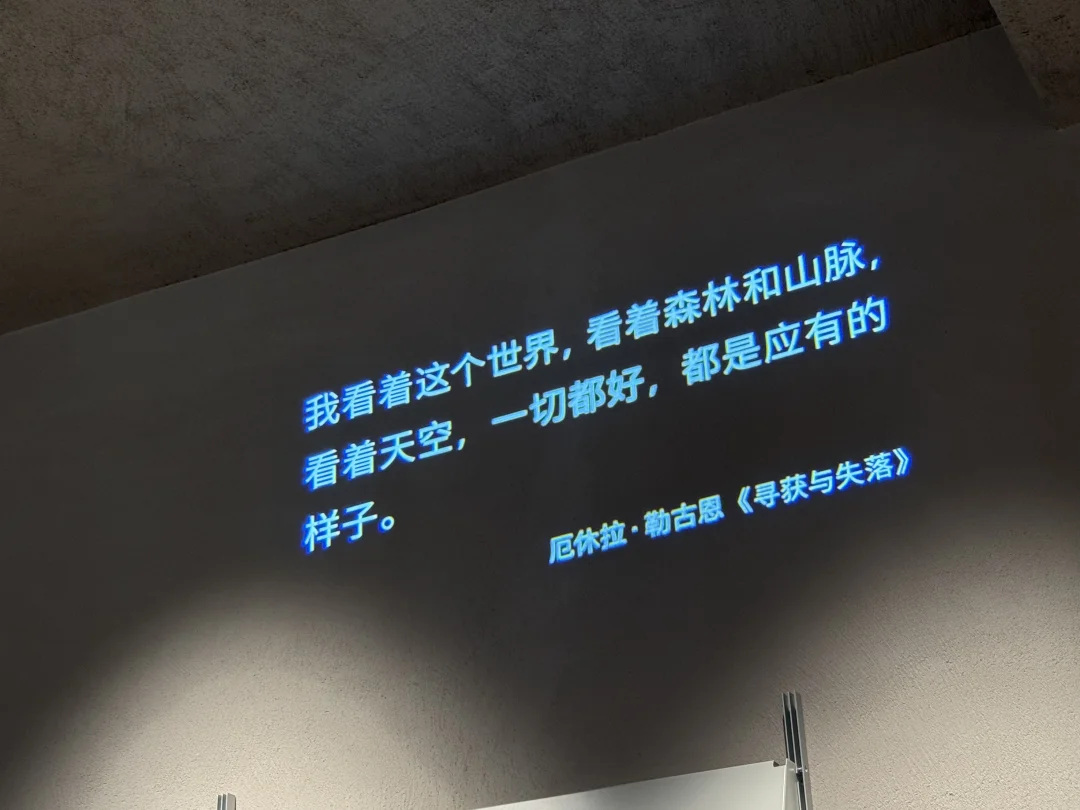 我看着这个世界，看着森林和山脉，
看着天空，一切都好，都是应有的
样子。
厄休拉·勒古恩《寻获与失落》